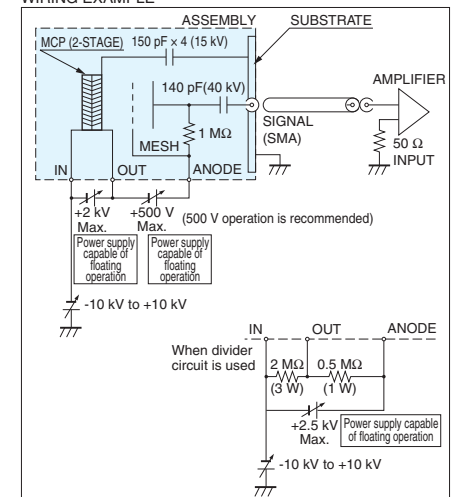 WIRING EXAMPLE
ASSEMBLY
SUBSTRATE
MCP (2-STAGE)
150 pF × 4 (15 kV)
AMPLIFIER
140 pF(40 kV)
SIGNAL
(SMA)
1 MΩ
MESH
50 Ω
INPUT
IN
OUT
ANODE
+2 kV
Max.
+500 V
Max.
(500 V operation is recommended)
Power supply
capable of
floating
operation
Power supply
capable of
floating
operation
-10 kV to +10 kV
IN
OUT
ANODE
When divider
circuit is used
2 MΩ
(3 W)
0.5 MΩ
(1 W)
+2.5 kV
Max.
Power supply capable
of floating operation
-10 kV to +10 kV